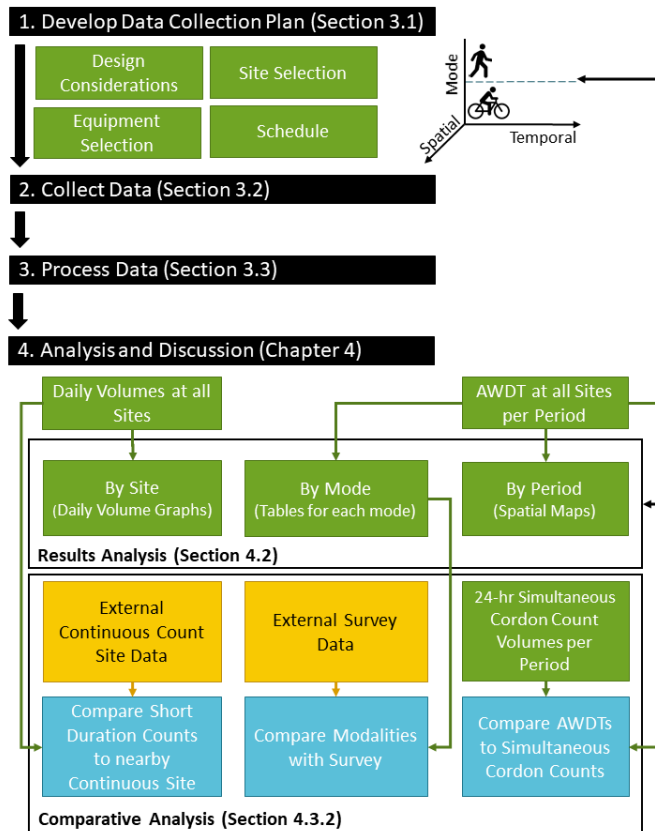 1. Develop Data Collection Plan (Section 3.1)
Design
Considerations
Site Selection
Equipment
Selection
Schedule
Mode
Spatial
Temporal
2. Collect Data (Section 3.2)
3. Process Data (Section 3.3)
4. Analysis and Discussion (Chapter 4)
Daily Volumes at all
Sites
AWDT at all Sites
per Period
By Site
(Daily Volume Graphs)
By Mode
(Tables for each mode)
By Period
(Spatial Maps)
Results Analysis (Section 4.2)
External
Continuous Count
Site Data
External Survey
Data
24-hr Simultaneous
Cordon Count
Volumes per
Period
Compare Short
Duration Counts
to nearby
Continuous Site
Compare Modalities
with Survey
Compare AWDTs
to Simultaneous
Cordon Counts
Comparative Analysis (Section 4.3.2)